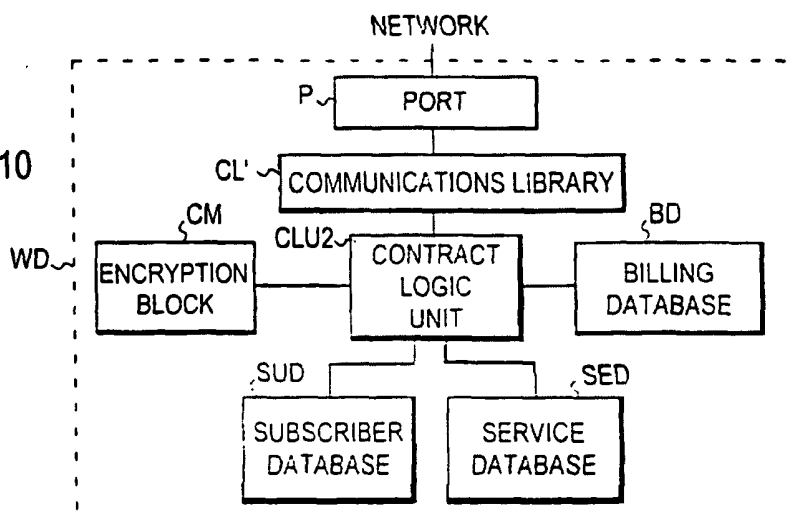 NETWORK
P
PORT
10
CL'
COMMUNICATIONS LIBRARY
CM
CLU2
BD
WD
ENCRYPTION
BLOCK
CONTRACT
LOGIC
UNIT
BILLING
DATABASE
SUD
SED
SUBSCRIBER
DATABASE
SERVICE
DATABASE